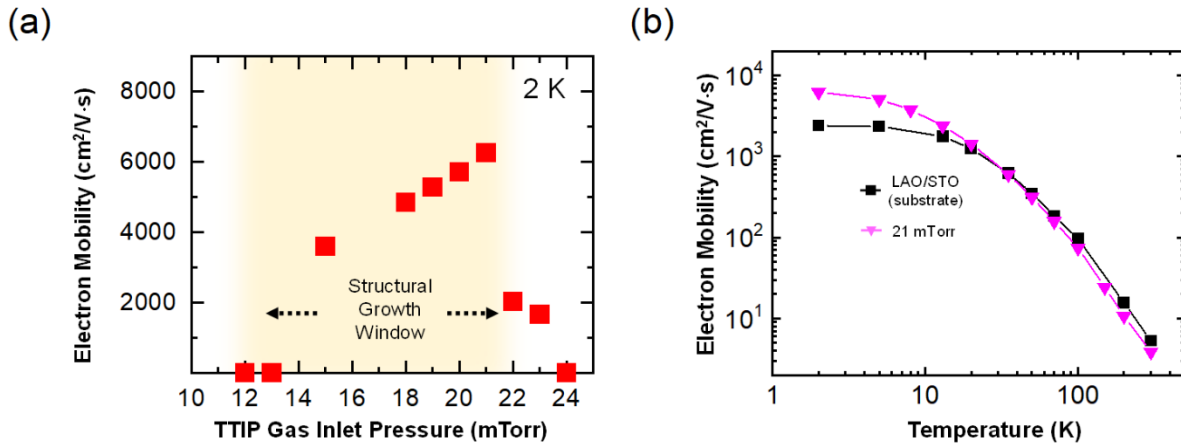 (a)
Electron Mobility (cm²/V·s)
8000
6000
4000
2000
2 K
Structural
Growth
Window
10 12 14 16 18 20 22 24
TTIP Gas Inlet Pressure (mTorr)
(b)
Electron Mobility (cm²/V·s)
10⁴
10³
10²
10¹
LAO/STO
(substrate)
21 mTorr
1 10 100
Temperature (K)